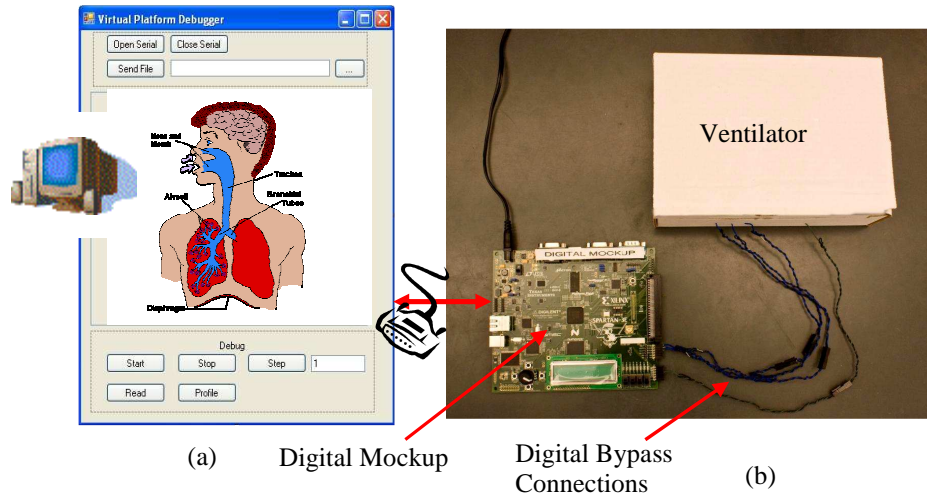 Virtual Platform Debugger
Open Serial
Close Serial
Send File
...
Nose and
Mouth
Trachea
Alveoli
Bronchial
Tubes
Diaphragm
Debug
Start
Stop
Step
1
Read
Profile
Ventilator
DIGITAL MOCKUP
XILINX
SPARTAN-3E
(a)
Digital Mockup
Digital Bypass
Connections
(b)